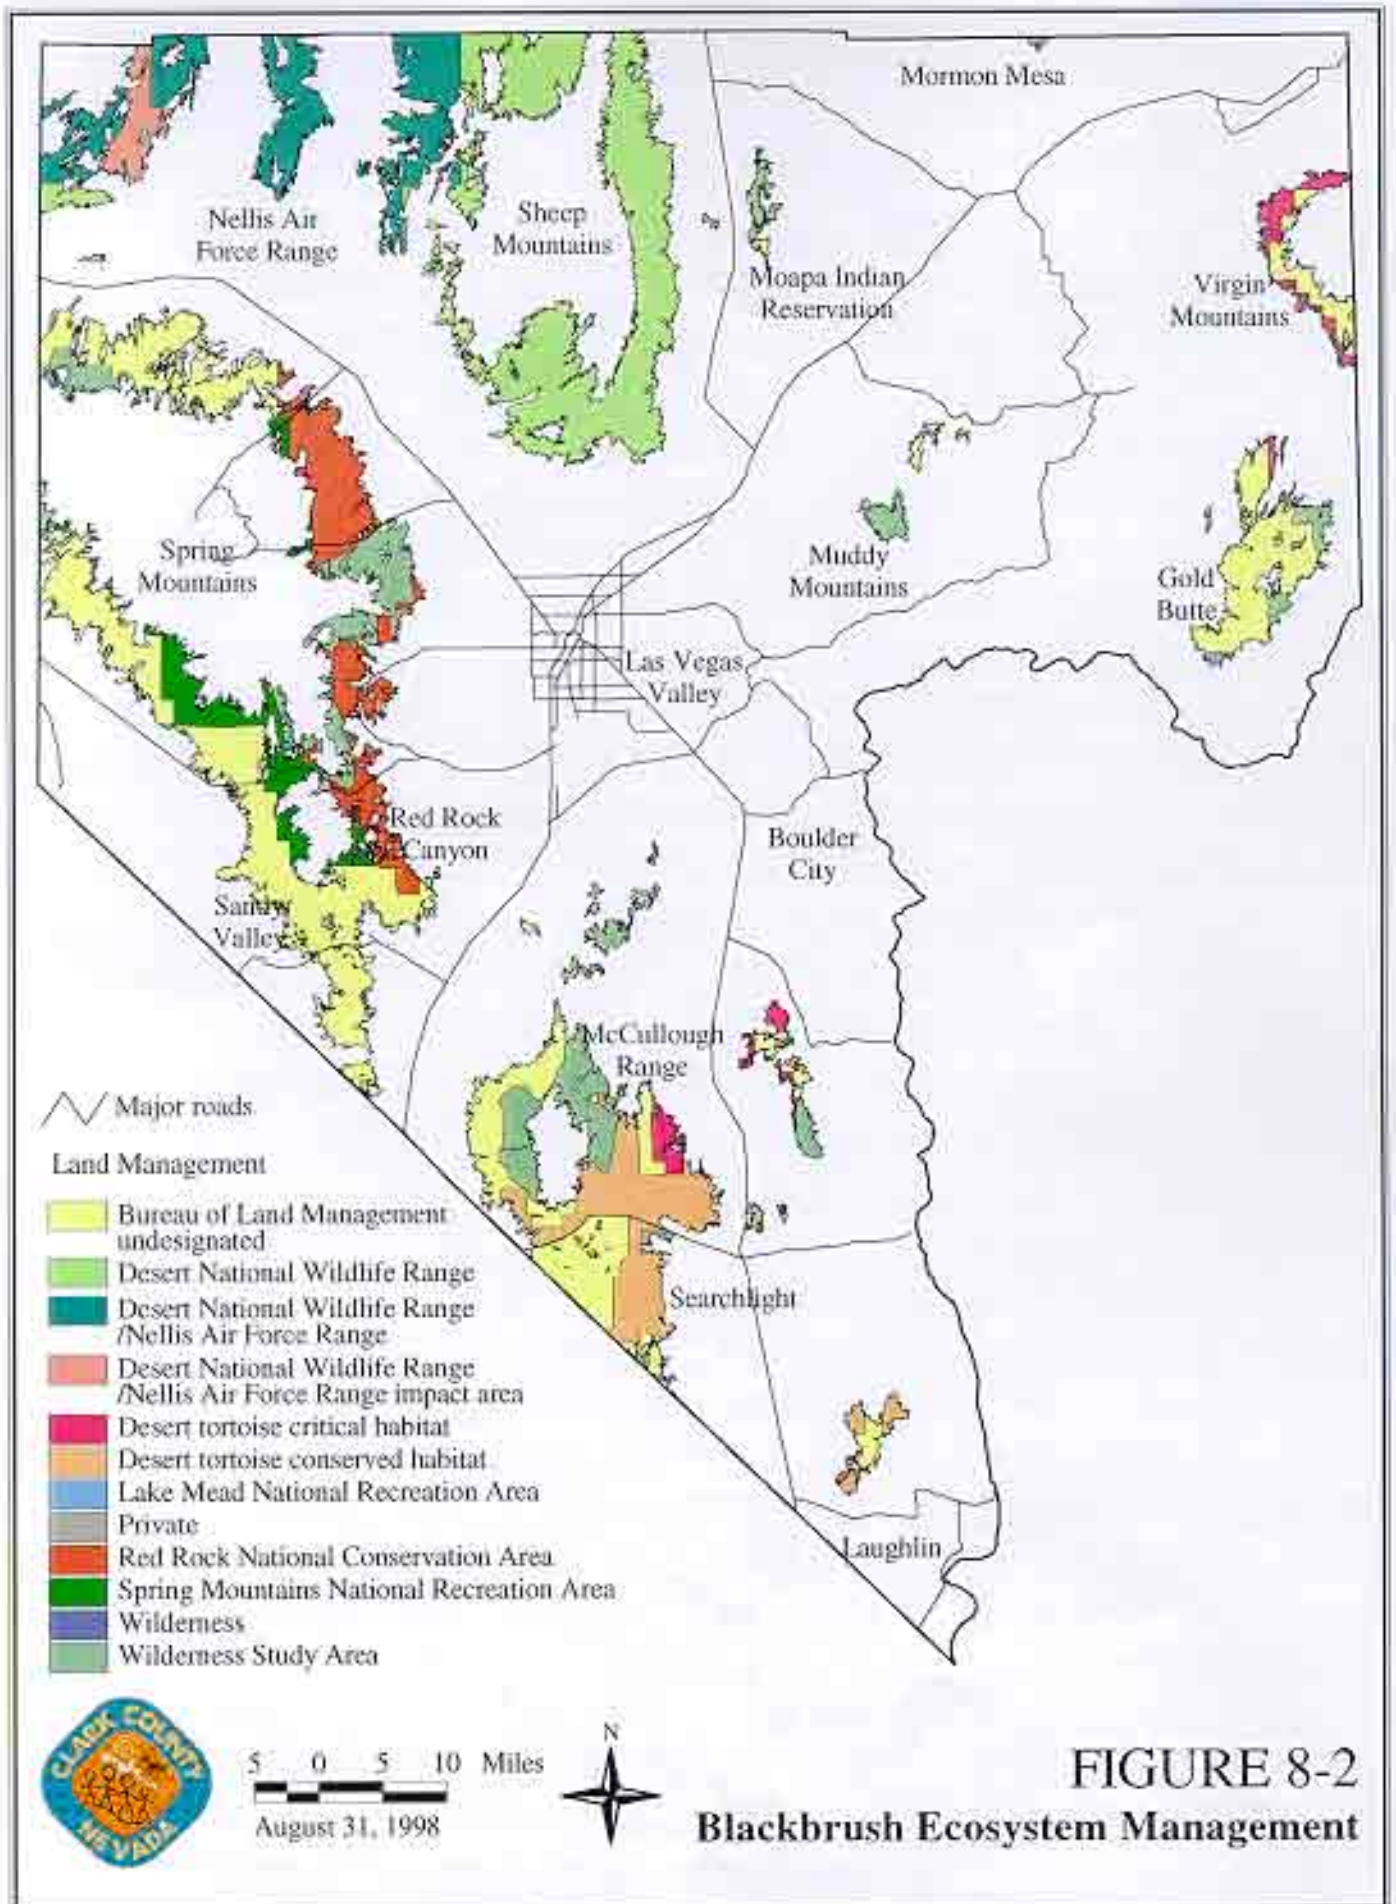 Mormon Mesa
Nellis Air
Force Range
Sheep
Mountains
Moapa Indian
Reservation
Virgin
Mountains
Spring
Mountains
Muddy
Mountains
Gold
Butte
Las Vegas
Valley
Red Rock
Canyon
Boulder
City
Sandy
Valley
McCullough
Range
Searchlight
Laughlin
Major roads
Land Management
Bureau of Land Management
undesignated
Desert National Wildlife Range
Desert National Wildlife Range
/Nellis Air Force Range
Desert National Wildlife Range
/Nellis Air Force Range impact area
Desert tortoise critical habitat
Desert tortoise conserved habitat
Lake Mead National Recreation Area
Private
Red Rock National Conservation Area
Spring Mountains National Recreation Area
Wilderness
Wilderness Study Area
CLARK COUNTY
NEVADA
5 0 5 10 Miles
August 31, 1998
N
FIGURE 8-2
Blackbrush Ecosystem Management